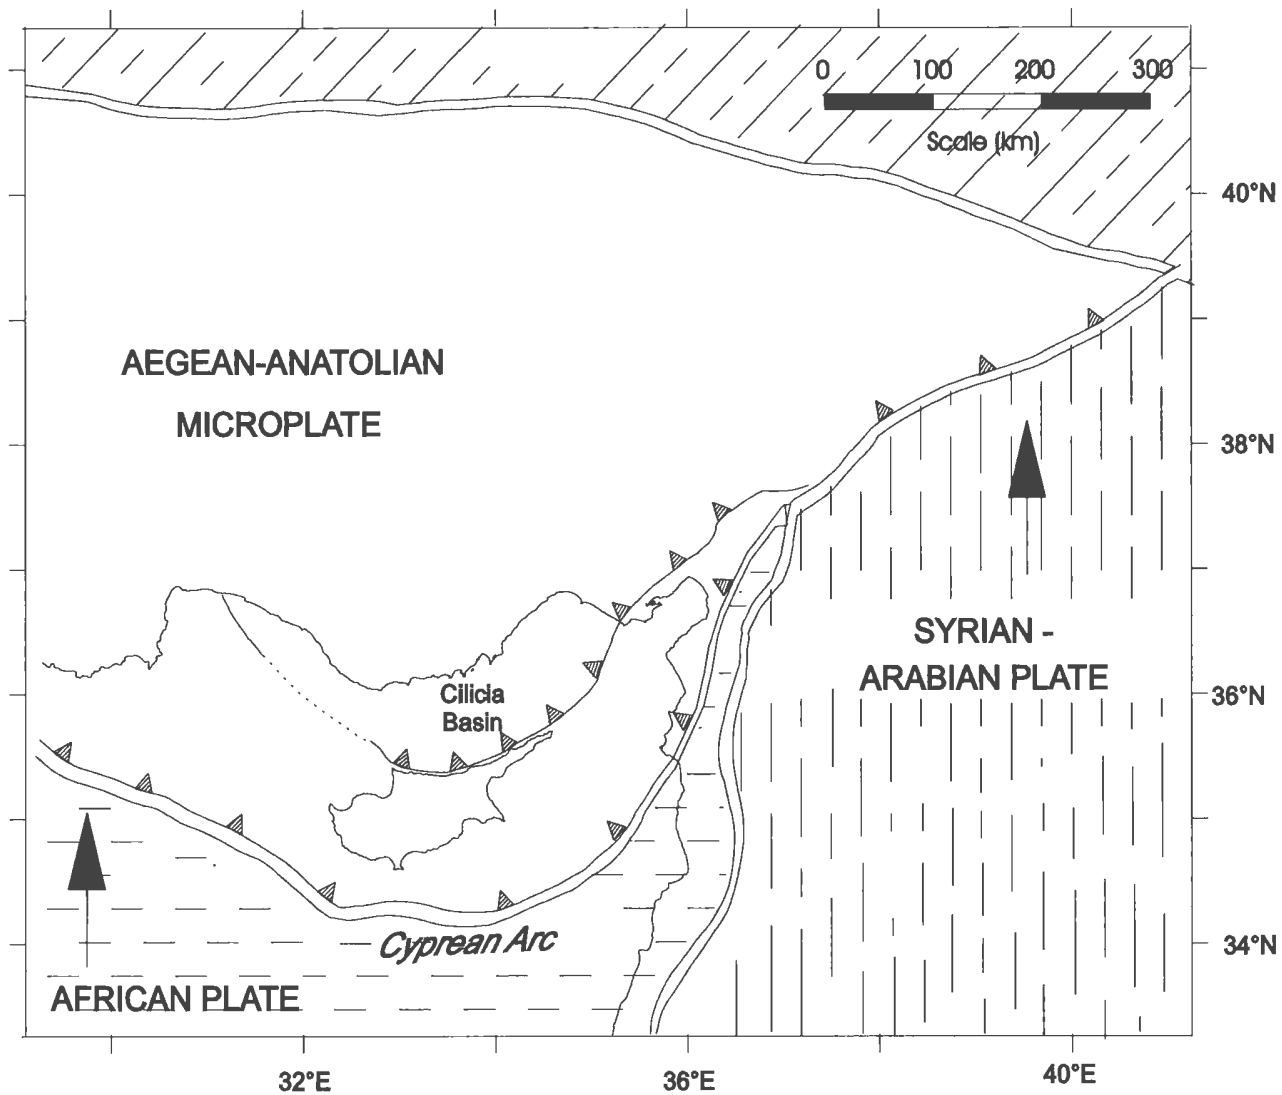 0 100 200 300
Scale (km)
40°N
AEGEAN-ANATOLIAN
MICROPLATE
38°N
SYRIAN -
ARABIAN PLATE
Cilicia
Basin
36°N
Cyprean Arc
34°N
AFRICAN PLATE
32°E 36°E 40°E